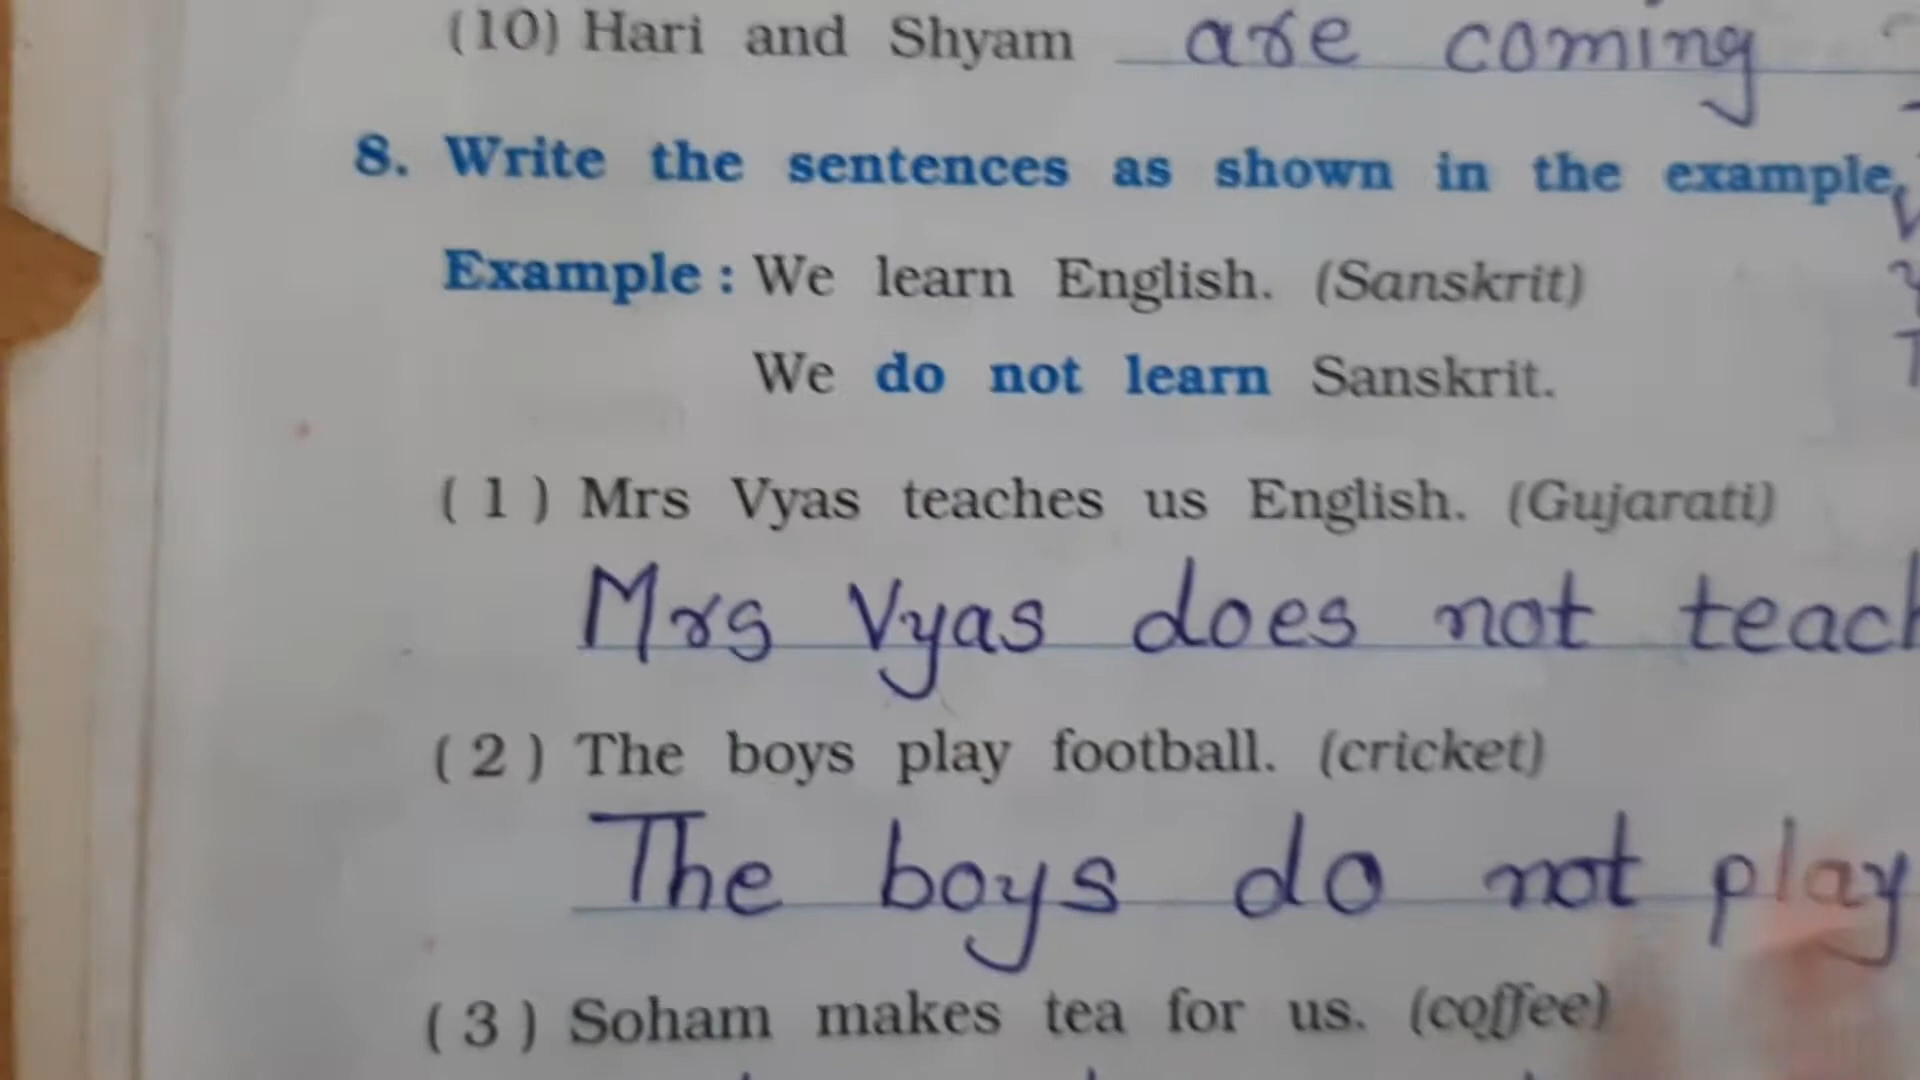 (10) Hari and Shyam are coming
8. Write the sentences as shown in the example.
Example : We learn English. (Sanskrit)
We do not learn Sanskrit.
(1) Mrs Vyas teaches us English. (Gujarati)
Mrs Vyas does not teach
(2) The boys play football. (cricket)
The boys do not play
(3) Soham makes tea for us. (coffee)